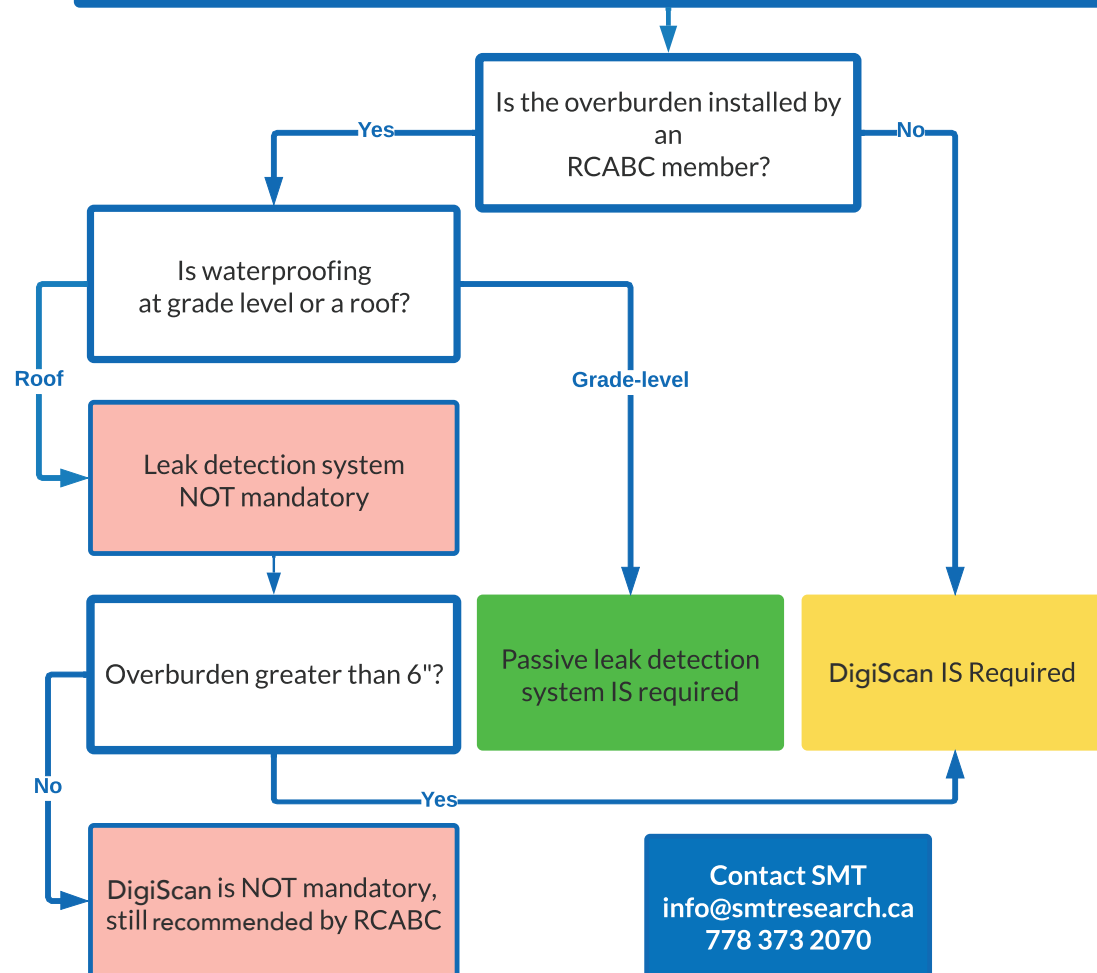 Is the overburden installed by
an
RCABC member?
Yes
No
Is waterproofing
at grade level or a roof?
Roof
Grade-level
Leak detection system
NOT mandatory
Overburden greater than 6"?
Passive leak detection
system IS required
DigiScan IS Required
No
Yes
DigiScan is NOT mandatory,
still recommended by RCABC
Contact SMT
info@smtresearch.ca
778 373 2070